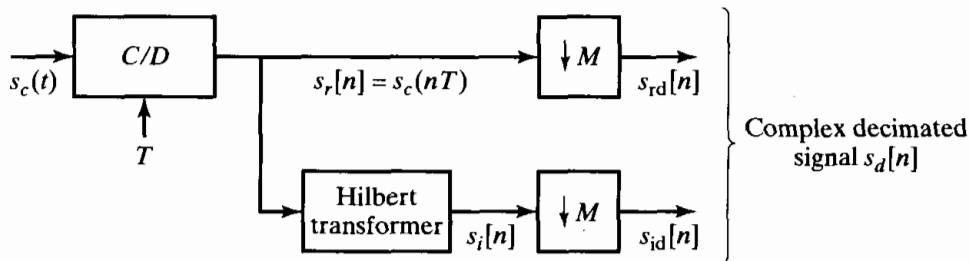 C/D
↓ M
s_c(t)
s_r[n] = s_c(nT)
s_rd[n]
T
Complex decimated
signal s_d[n]
Hilbert
transformer
↓ M
s_i[n]
s_id[n]